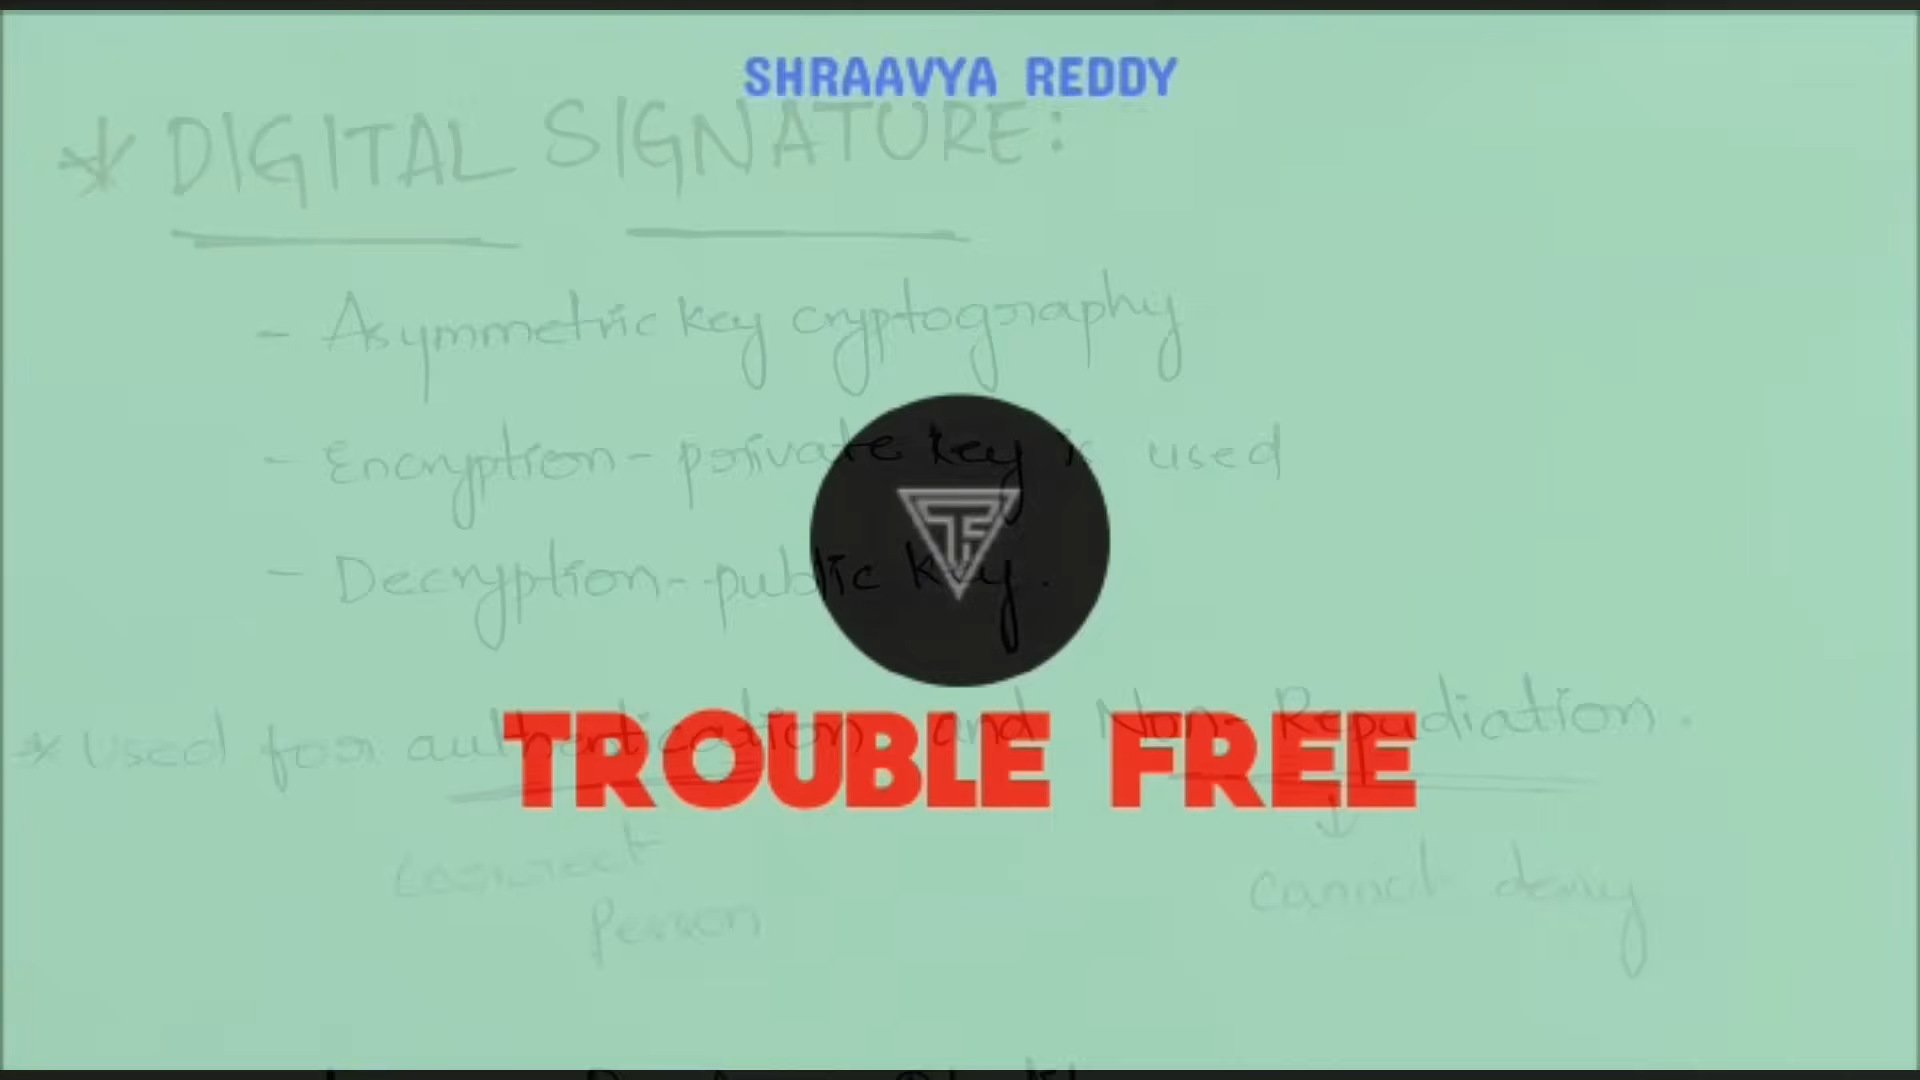 SHRAAVYA REDDY
* DIGITAL SIGNATURE:
- Asymmetric key cryptography
- Encryption - private key is used
- Decryption - public key.
TROUBLE FREE
* Used for authentication and Non-Repudiation.
↓
correct cannot deny
Person